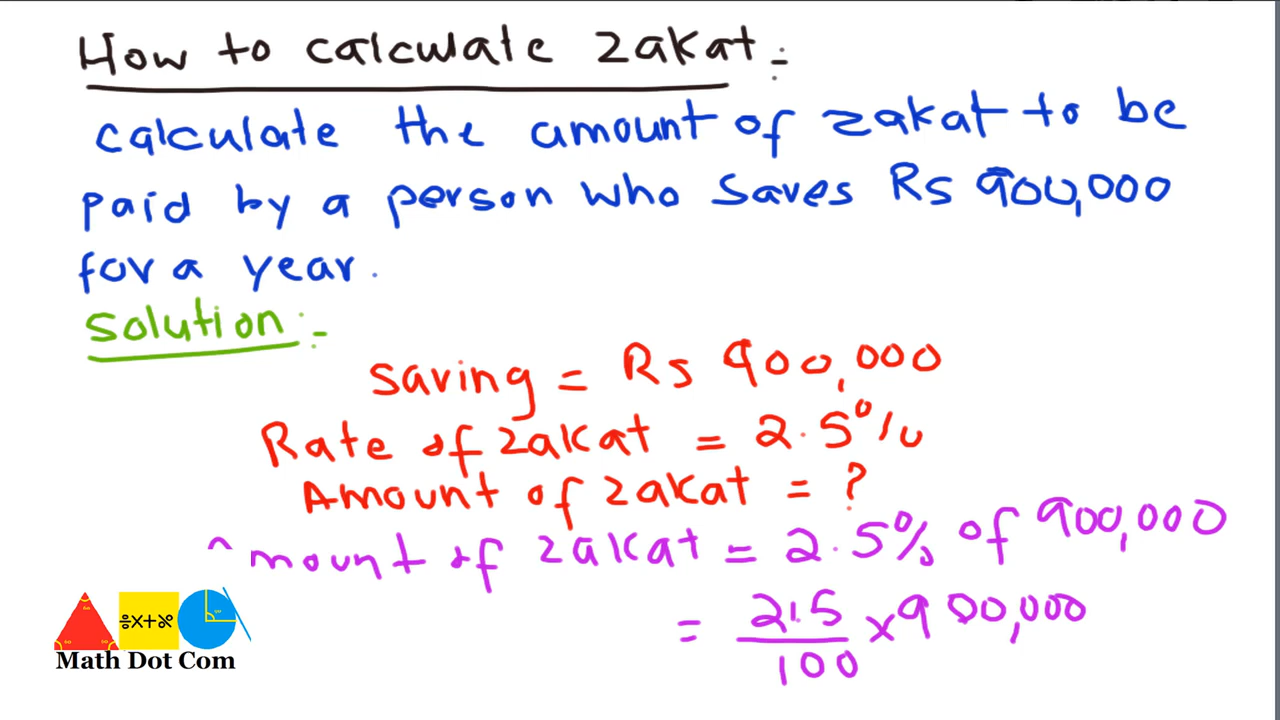 How to calculate zakat :-
calculate the amount of zakat to be
paid by a person who saves Rs 900,000
for a year.
Solution :-
saving = Rs 900,000
Rate of zakat = 2.5%
Amount of zakat = ?
Amount of zakat = 2.5% of 900,000
= 2.5/100 × 900,000
÷x+%
Math Dot Com